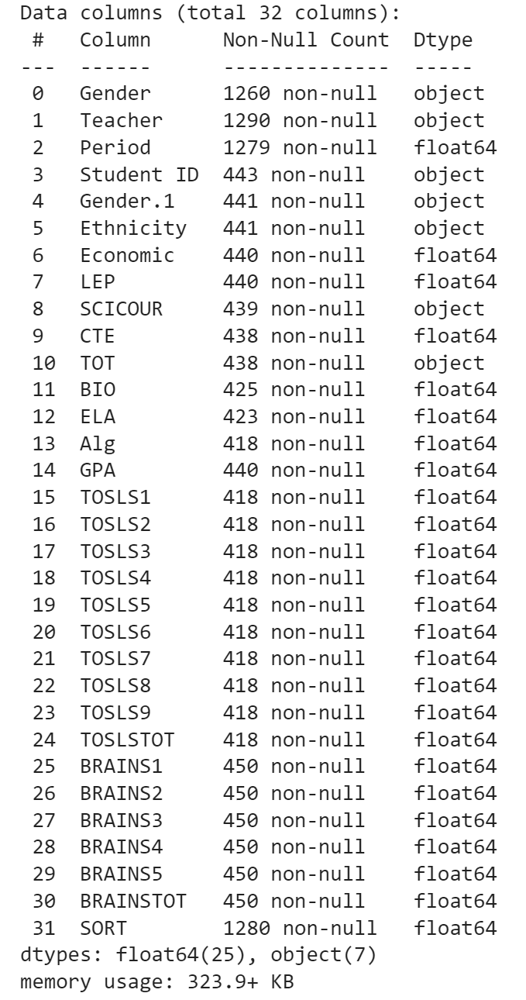 Data columns (total 32 columns):
 #   Column      Non-Null Count  Dtype
---  ------      --------------  -----
 0   Gender      1260 non-null   object
 1   Teacher     1290 non-null   object
 2   Period      1279 non-null   float64
 3   Student ID  443 non-null    object
 4   Gender.1    441 non-null    object
 5   Ethnicity   441 non-null    object
 6   Economic    440 non-null    float64
 7   LEP         440 non-null    float64
 8   SCICOUR     439 non-null    object
 9   CTE         438 non-null    float64
 10  TOT         438 non-null    object
 11  BIO         425 non-null    float64
 12  ELA         423 non-null    float64
 13  Alg         418 non-null    float64
 14  GPA         440 non-null    float64
 15  TOSLS1      418 non-null    float64
 16  TOSLS2      418 non-null    float64
 17  TOSLS3      418 non-null    float64
 18  TOSLS4      418 non-null    float64
 19  TOSLS5      418 non-null    float64
 20  TOSLS6      418 non-null    float64
 21  TOSLS7      418 non-null    float64
 22  TOSLS8      418 non-null    float64
 23  TOSLS9      418 non-null    float64
 24  TOSLSTOT    418 non-null    float64
 25  BRAINS1     450 non-null    float64
 26  BRAINS2     450 non-null    float64
 27  BRAINS3     450 non-null    float64
 28  BRAINS4     450 non-null    float64
 29  BRAINS5     450 non-null    float64
 30  BRAINSTOT   450 non-null    float64
 31  SORT        1280 non-null   float64
dtypes: float64(25), object(7)
memory usage: 323.9+ KB